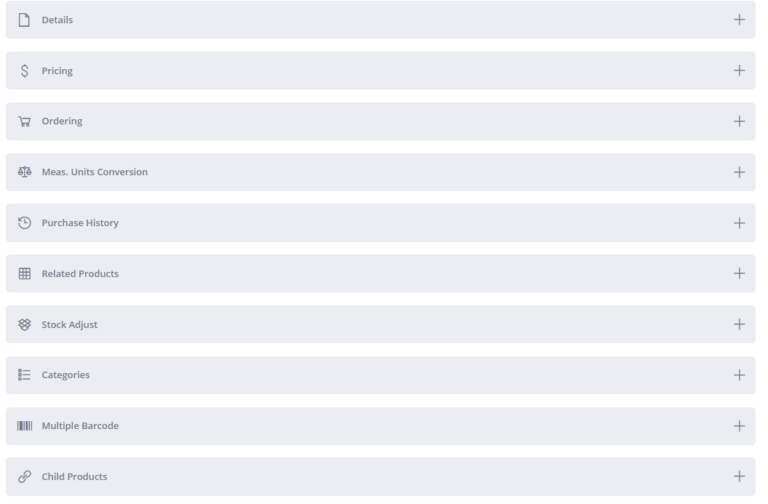 Details
Pricing
Ordering
Meas. Units Conversion
Purchase History
Related Products
Stock Adjust
Categories
Multiple Barcode
Child Products